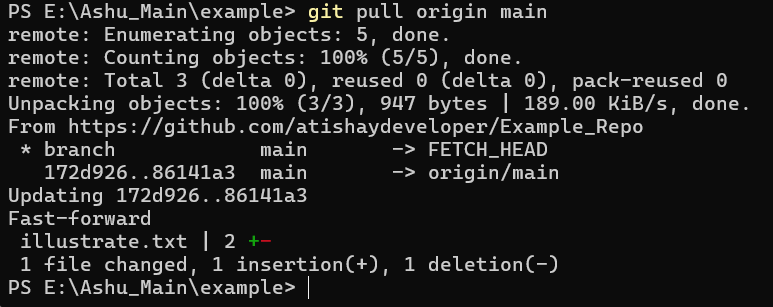 PS E:\Ashu_Main\example> git pull origin main
remote: Enumerating objects: 5, done.
remote: Counting objects: 100% (5/5), done.
remote: Total 3 (delta 0), reused 0 (delta 0), pack-reused 0
Unpacking objects: 100% (3/3), 947 bytes | 189.00 KiB/s, done.
From https://github.com/atishaydeveloper/Example_Repo
 * branch            main       -> FETCH_HEAD
   172d926..86141a3  main       -> origin/main
Updating 172d926..86141a3
Fast-forward
 illustrate.txt | 2 +-
 1 file changed, 1 insertion(+), 1 deletion(-)
PS E:\Ashu_Main\example>